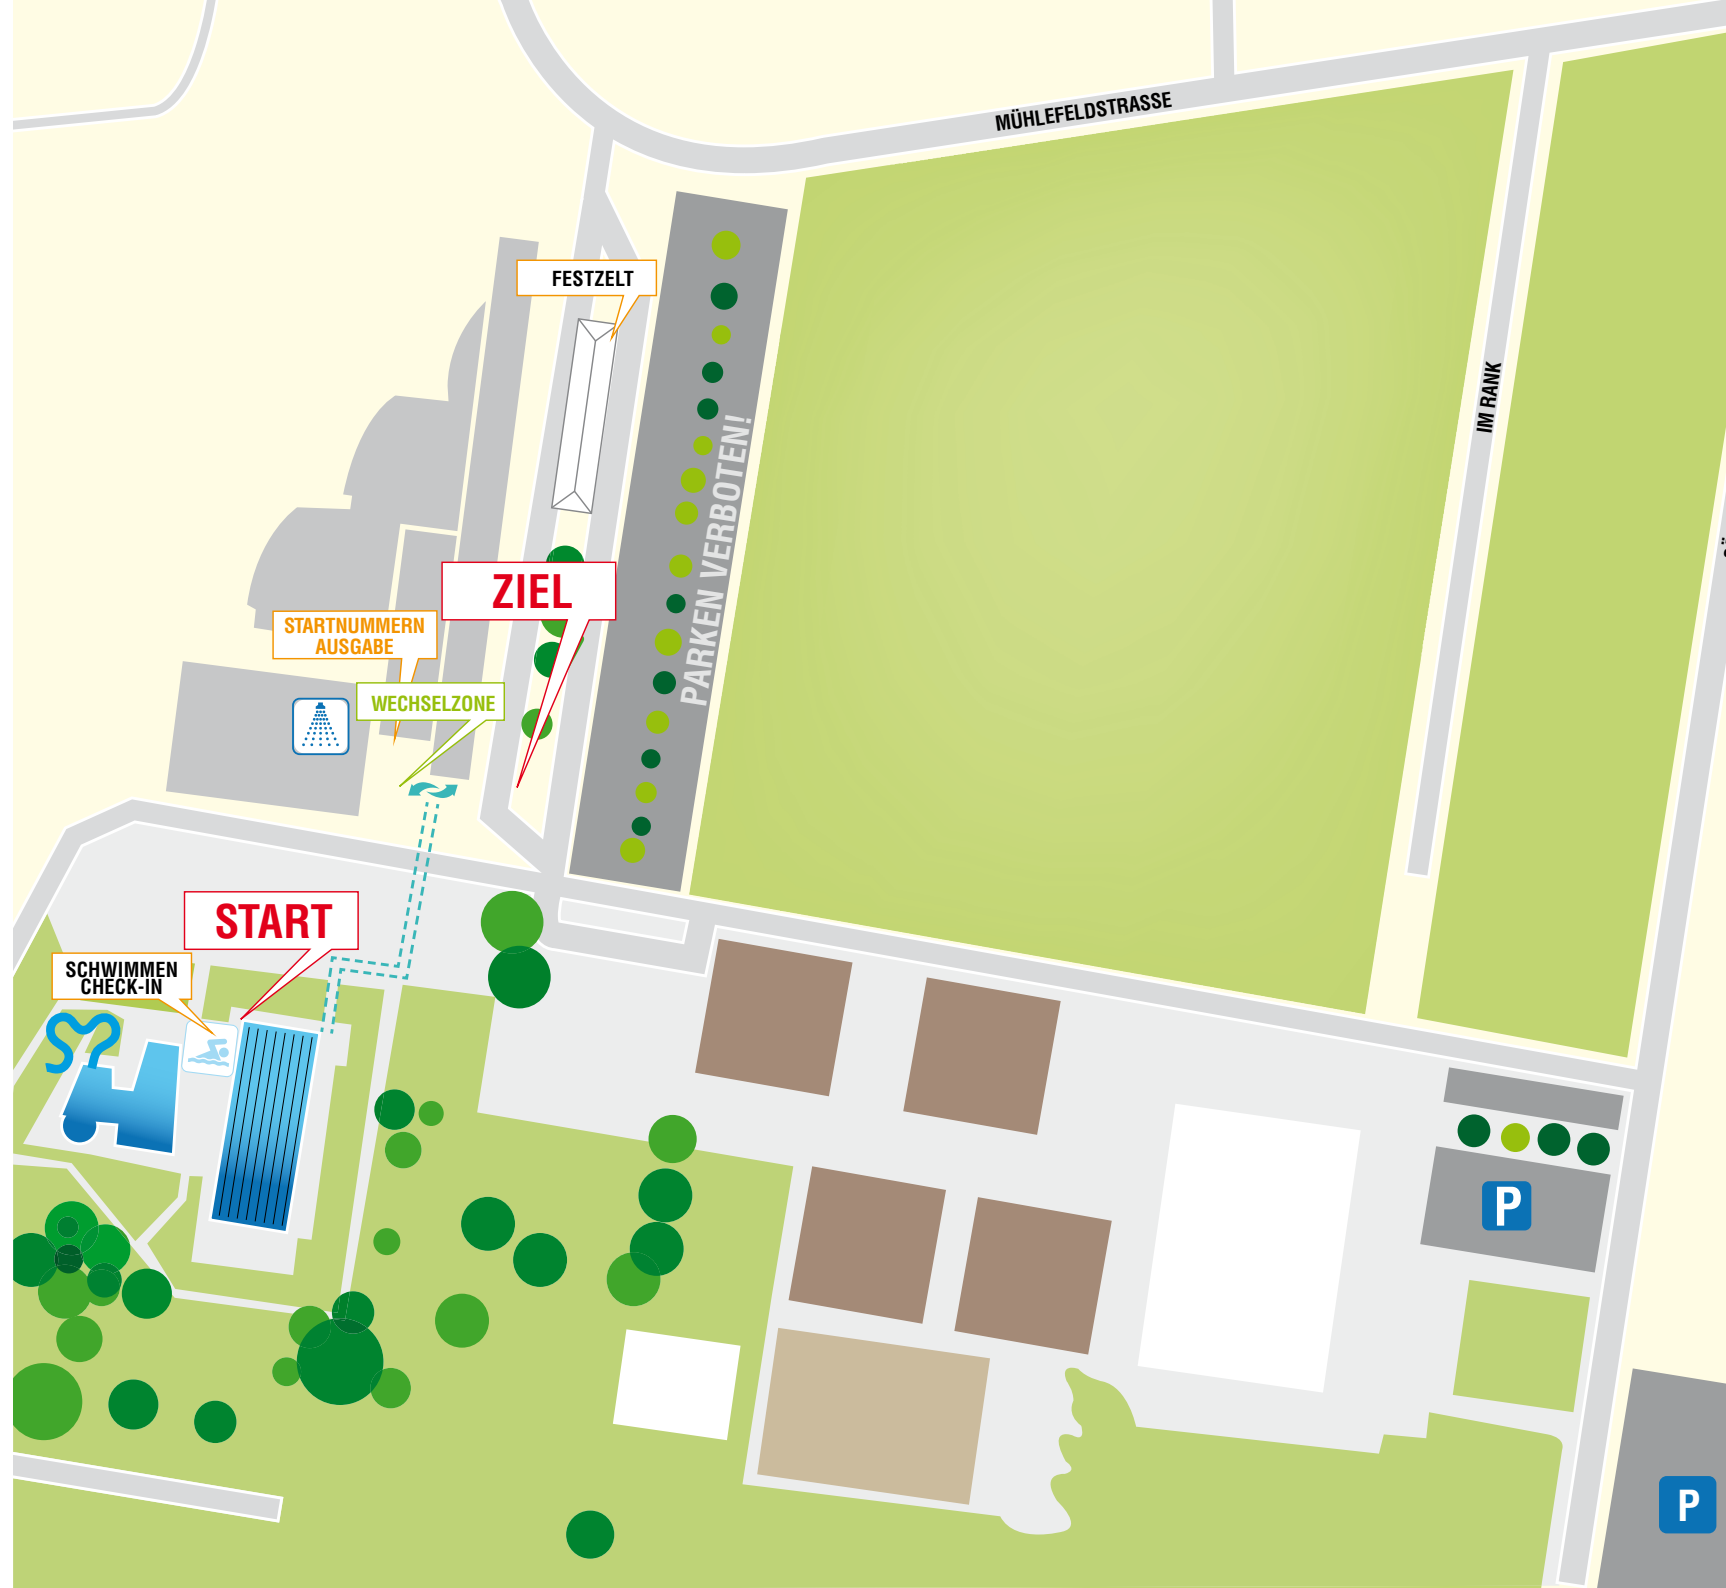 MÜHLEFELDSTRASSE
FESTZELT
IM RANK
PARKEN VERBOTEN!
ZIEL
STARTNUMMERN
AUSGABE
WECHSELZONE
START
SCHWIMMEN
CHECK-IN
P
P